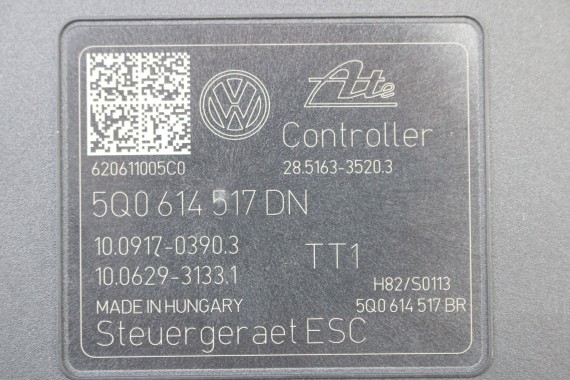 VW
Ate
Controller
620611005C0
28.5163-3520.3
5Q0 614 517 DN
10.0917-0390.3
TT1
10.0629-3133.1
H82/S0113
MADE IN HUNGARY
5Q0 614 517 BR
Steuergeraet ESC